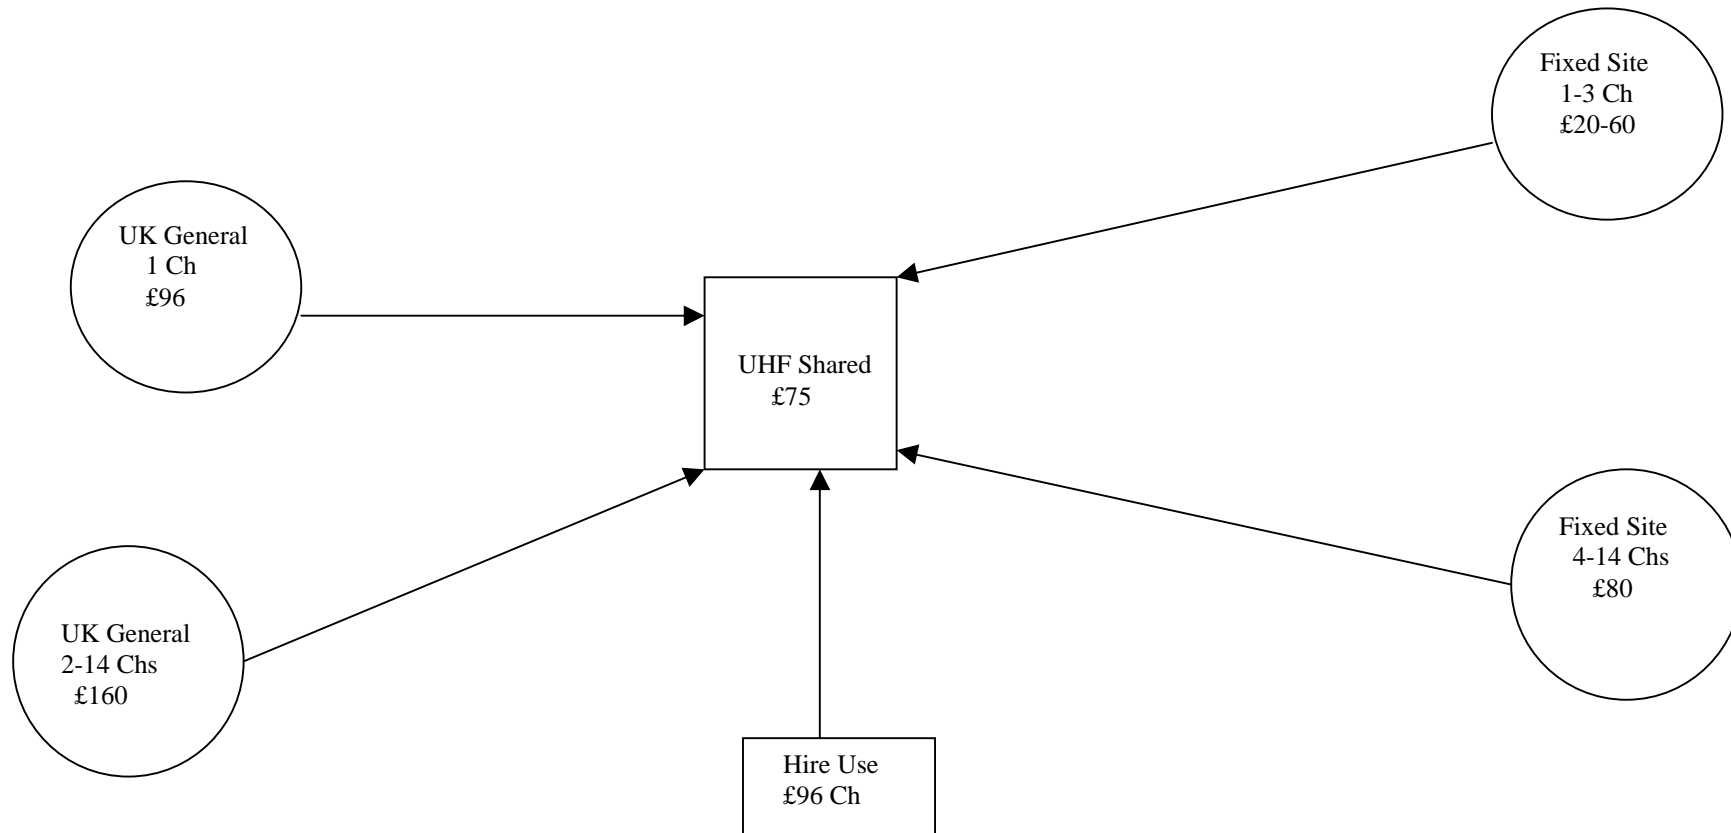 Fixed Site
1-3 Ch
£20-60
UK General
1 Ch
£96
UHF Shared
£75
Fixed Site
4-14 Chs
£80
UK General
2-14 Chs
£160
Hire Use
£96 Ch